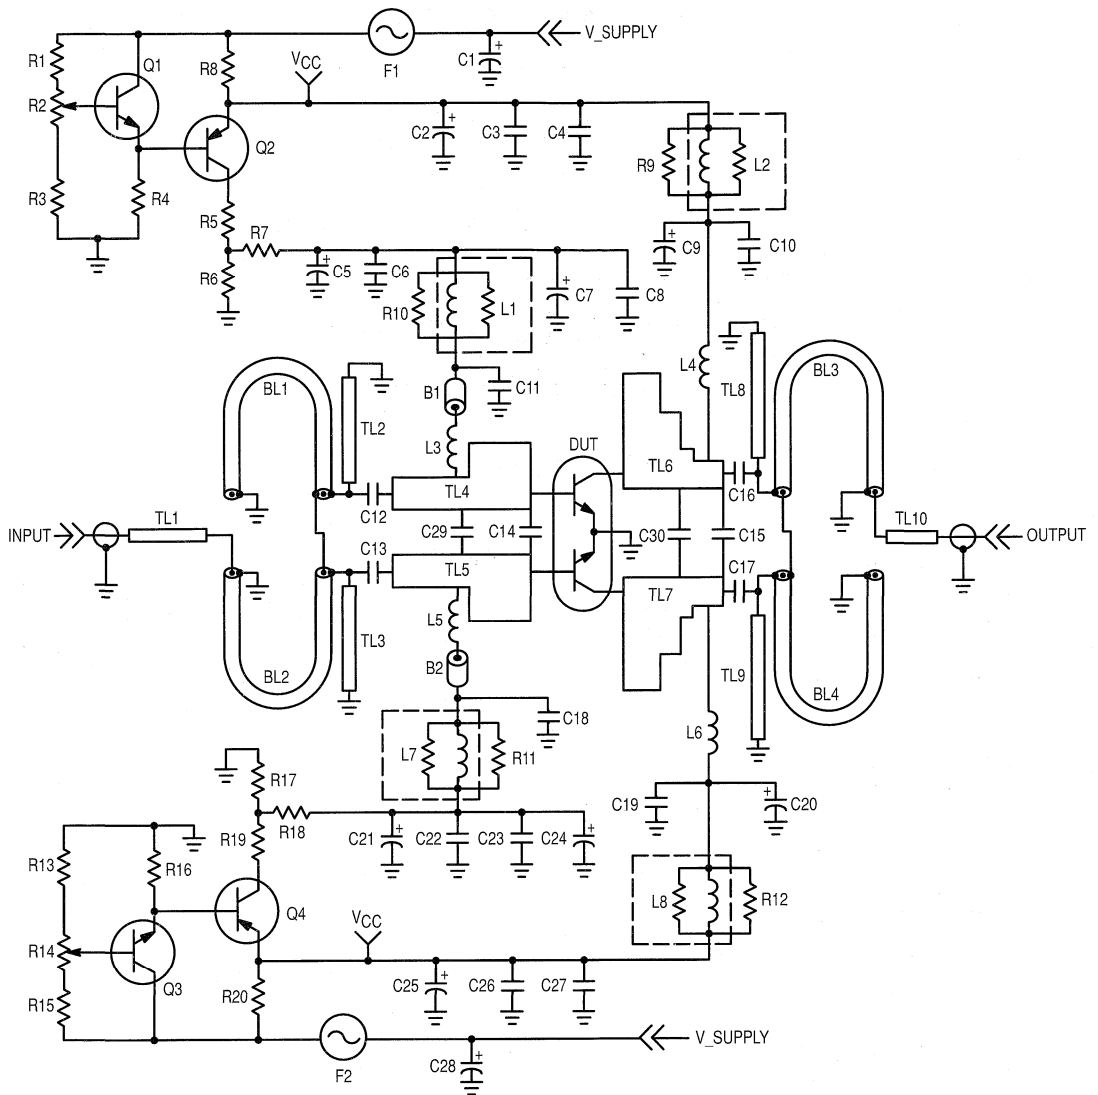 V_SUPPLY
F1
C1
+
R1
Q1
R8
VCC
R2
Q2
C2
+
C3
C4
R9
L2
R3
R4
R5
R7
C9
+
C10
R6
C5
+
C6
R10
L1
C7
+
C8
BL1
TL2
B1
C11
L3
L4
TL8
BL3
DUT
TL4
TL6
C16
C12
INPUT
TL1
C29
C14
C30
C15
TL10
OUTPUT
C13
TL5
TL7
C17
BL2
TL3
L5
B2
TL9
BL4
C18
L6
L7
R11
R17
R18
C19
C20
+
R19
C21
+
C22
C23
C24
+
R13
R16
Q4
L8
R12
R14
Q3
VCC
R15
R20
C25
+
C26
C27
F2
C28
+
V_SUPPLY